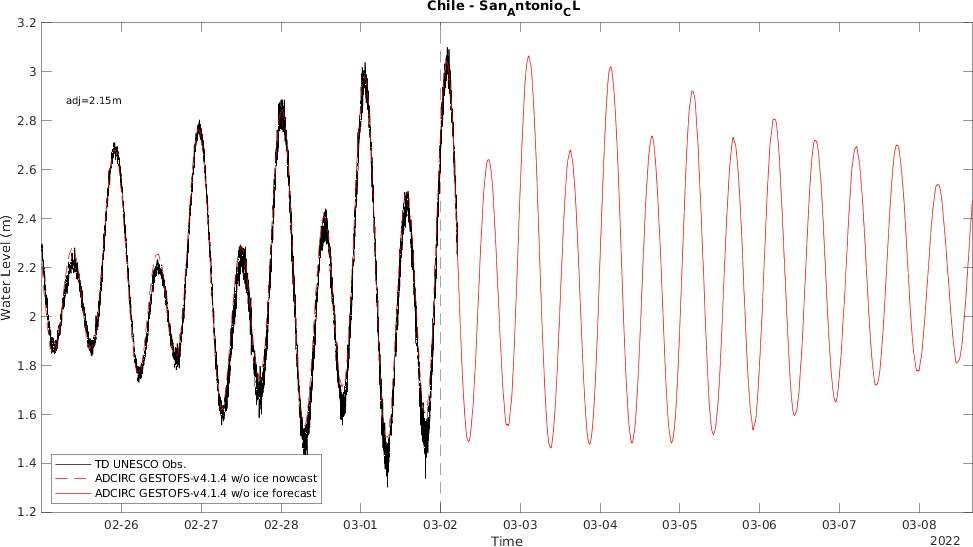 Chile - SanAntonioCL
3.2
3
2.8
2.6
2.4
2.2
2
1.8
1.6
1.4
1.2
Water Level (m)
adj=2.15m
TD UNESCO Obs.
ADCIRC GESTOFS-v4.1.4 w/o ice nowcast
ADCIRC GESTOFS-v4.1.4 w/o ice forecast
02-26 02-27 02-28 03-01 03-02 03-03 03-04 03-05 03-06 03-07 03-08
Time
2022